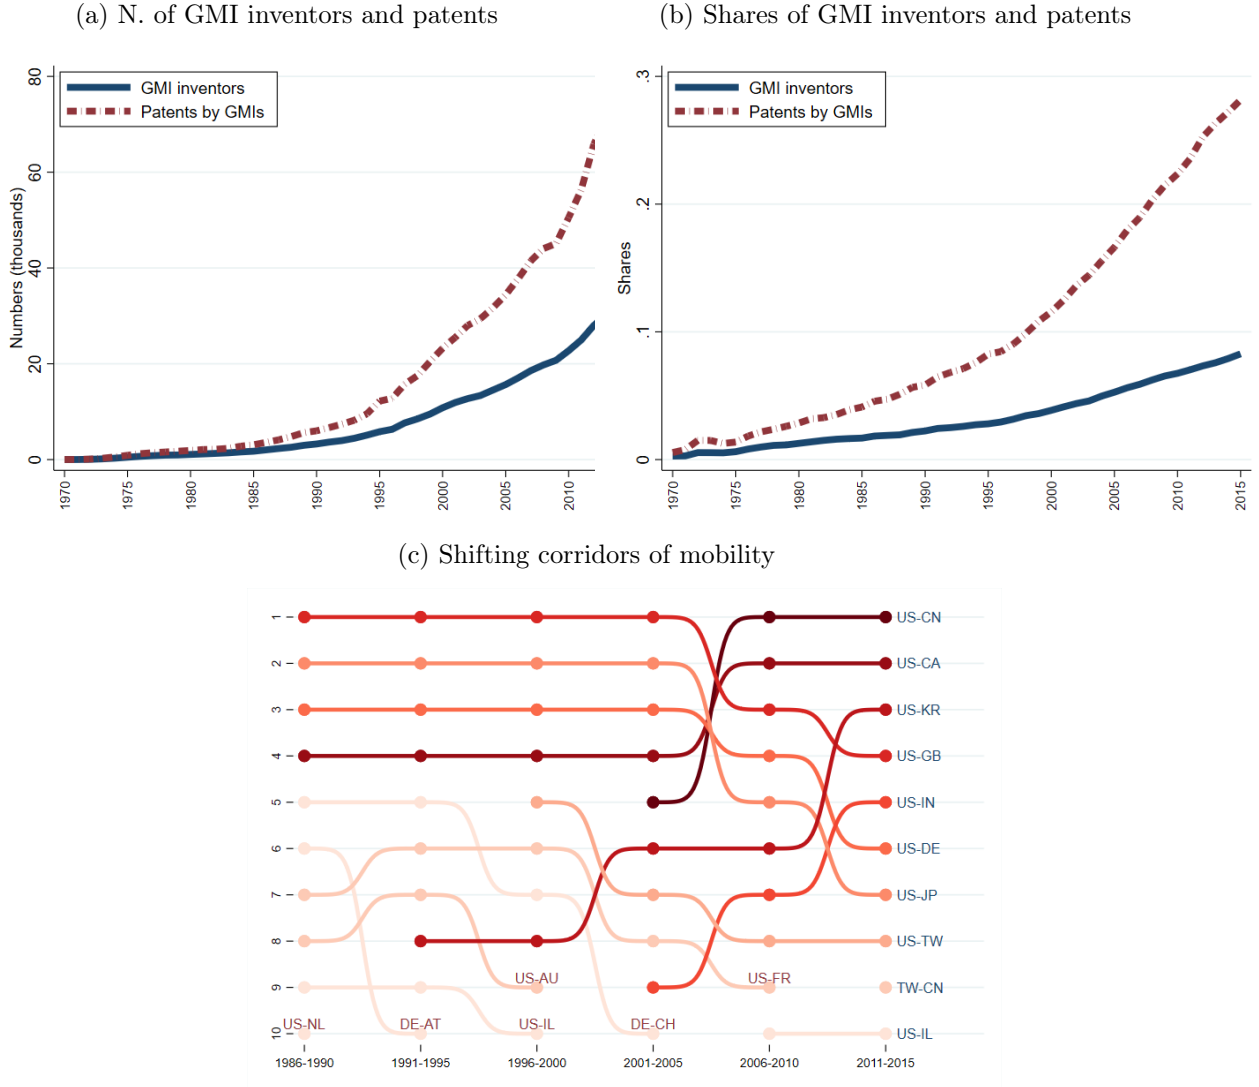 (a) N. of GMI inventors and patents
(b) Shares of GMI inventors and patents
GMI inventors
Patents by GMIs
Numbers (thousands)
80
60
40
20
0
1970
1975
1980
1985
1990
1995
2000
2005
2010
GMI inventors
Patents by GMIs
Shares
.3
.2
.1
0
1970
1975
1980
1985
1990
1995
2000
2005
2010
2015
(c) Shifting corridors of mobility
1
US-CN
2
US-CA
3
US-KR
4
US-GB
5
US-IN
6
US-DE
7
US-JP
8
US-TW
US-AU
US-FR
9
TW-CN
US-NL
DE-AT
US-IL
DE-CH
10
US-IL
1986-1990
1991-1995
1996-2000
2001-2005
2006-2010
2011-2015